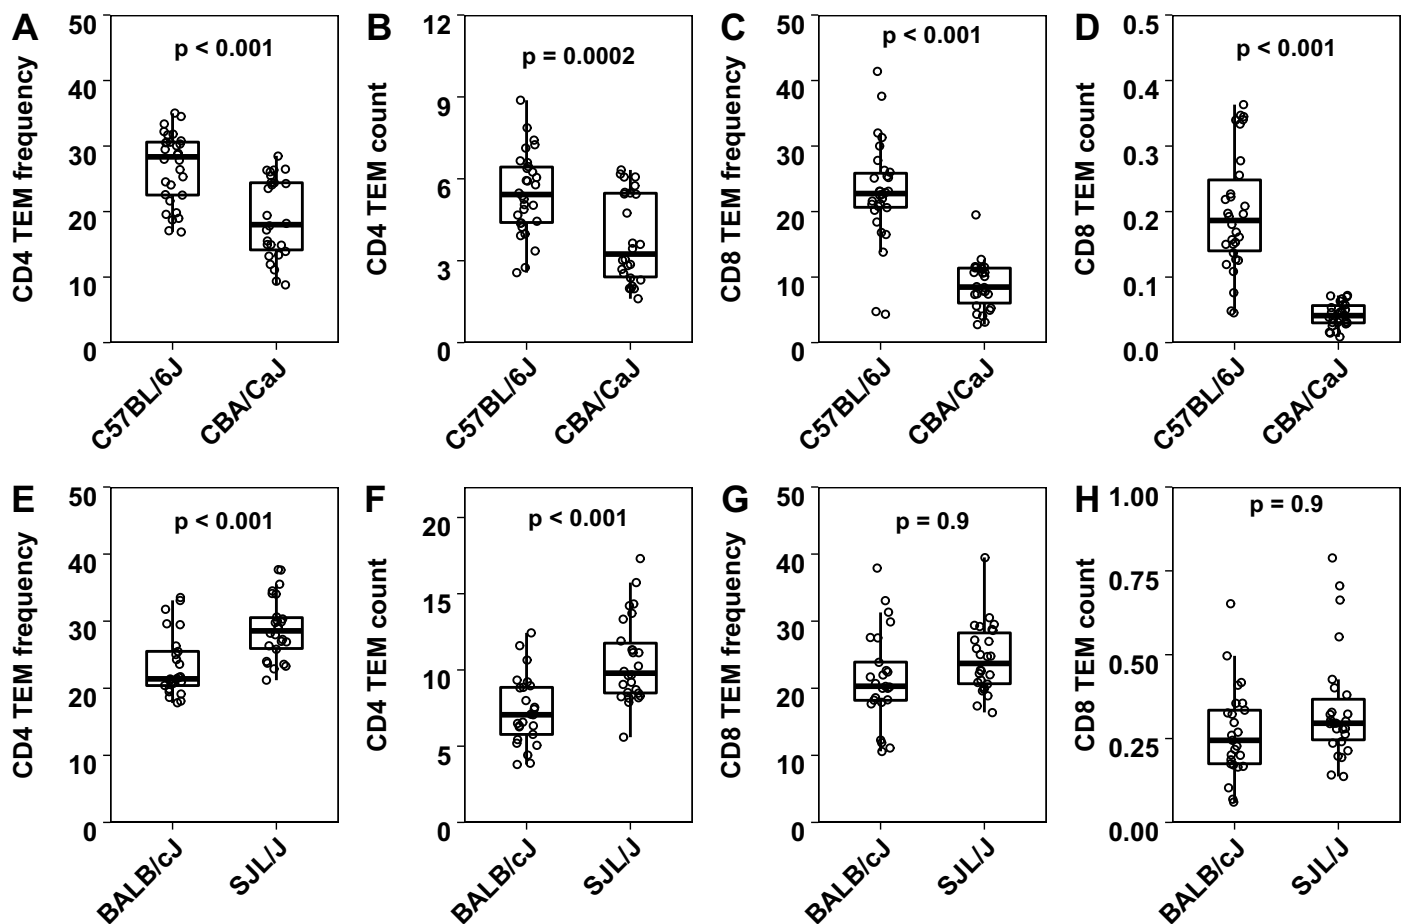 A
CD4 TEM frequency
50
40
30
20
10
0
p < 0.001
C57BL/6J
CBA/CaJ
B
CD4 TEM count
12
9
6
3
0
p = 0.0002
C57BL/6J
CBA/CaJ
C
CD8 TEM frequency
50
40
30
20
10
0
p < 0.001
C57BL/6J
CBA/CaJ
D
CD8 TEM count
0.5
0.4
0.3
0.2
0.1
0.0
p < 0.001
C57BL/6J
CBA/CaJ
E
CD4 TEM frequency
50
40
30
20
10
0
p < 0.001
BALB/cJ
SJL/J
F
CD4 TEM count
20
15
10
5
0
p < 0.001
BALB/cJ
SJL/J
G
CD8 TEM frequency
50
40
30
20
10
0
p = 0.9
BALB/cJ
SJL/J
H
CD8 TEM count
1.00
0.75
0.50
0.25
0.00
p = 0.9
BALB/cJ
SJL/J